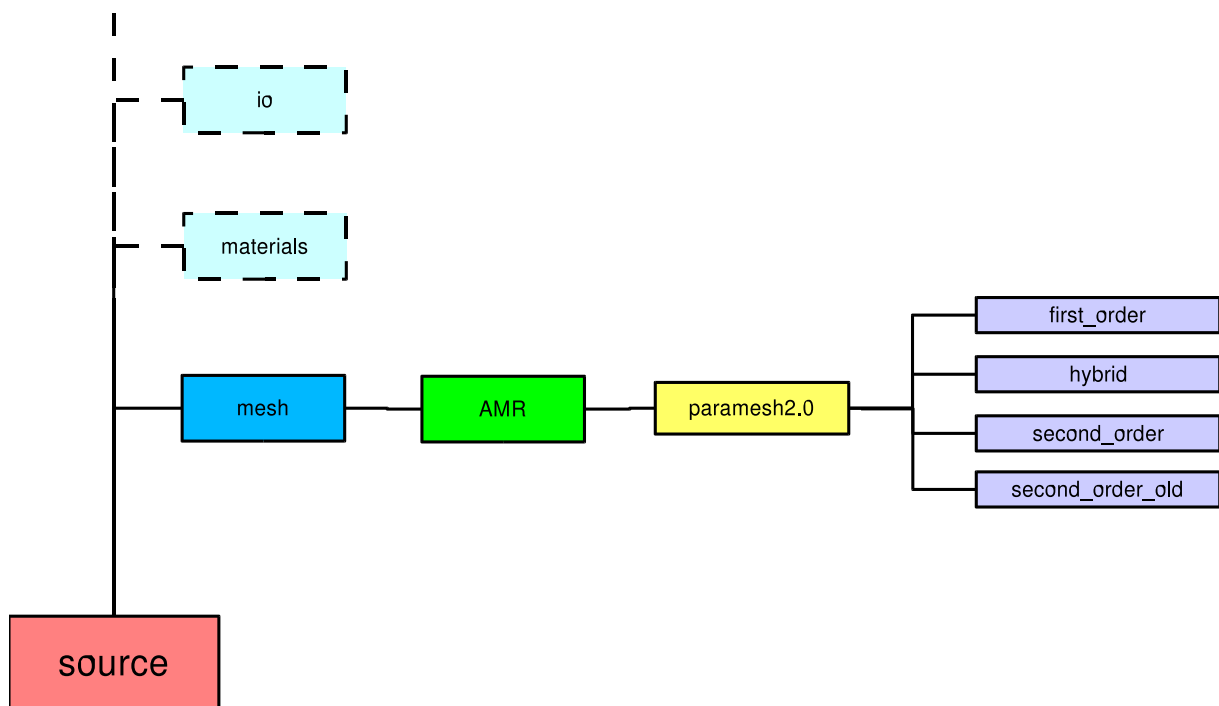 io
materials
first_order
hybrid
mesh
AMR
paramesh2.0
second_order
second_order_old
source